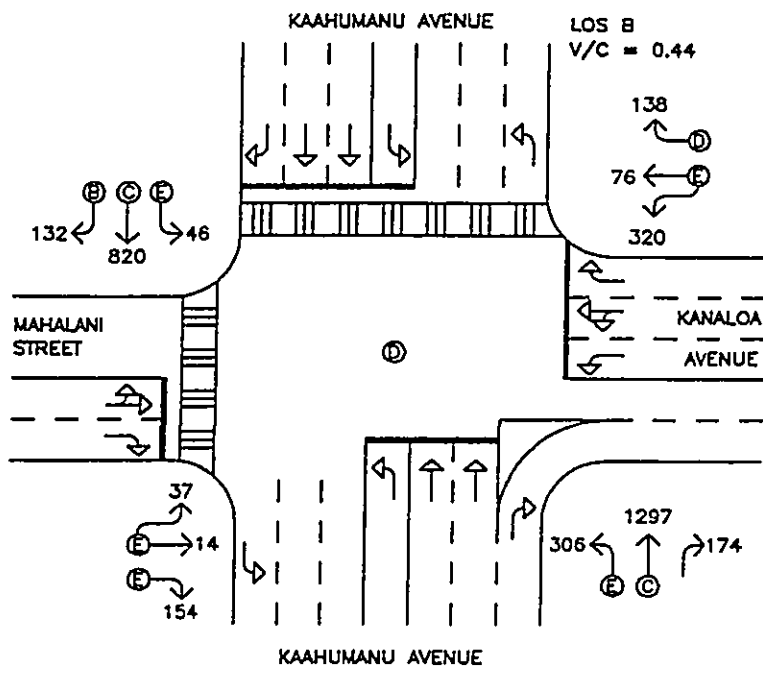 KAAHUMANU AVENUE
LOS B
V/C = 0.44
138
D
76
E
320
B C E
132
46
820
MAHALANI
STREET
KANALOA
AVENUE
D
37
E
14
E
154
1297
306
174
E C
KAAHUMANU AVENUE